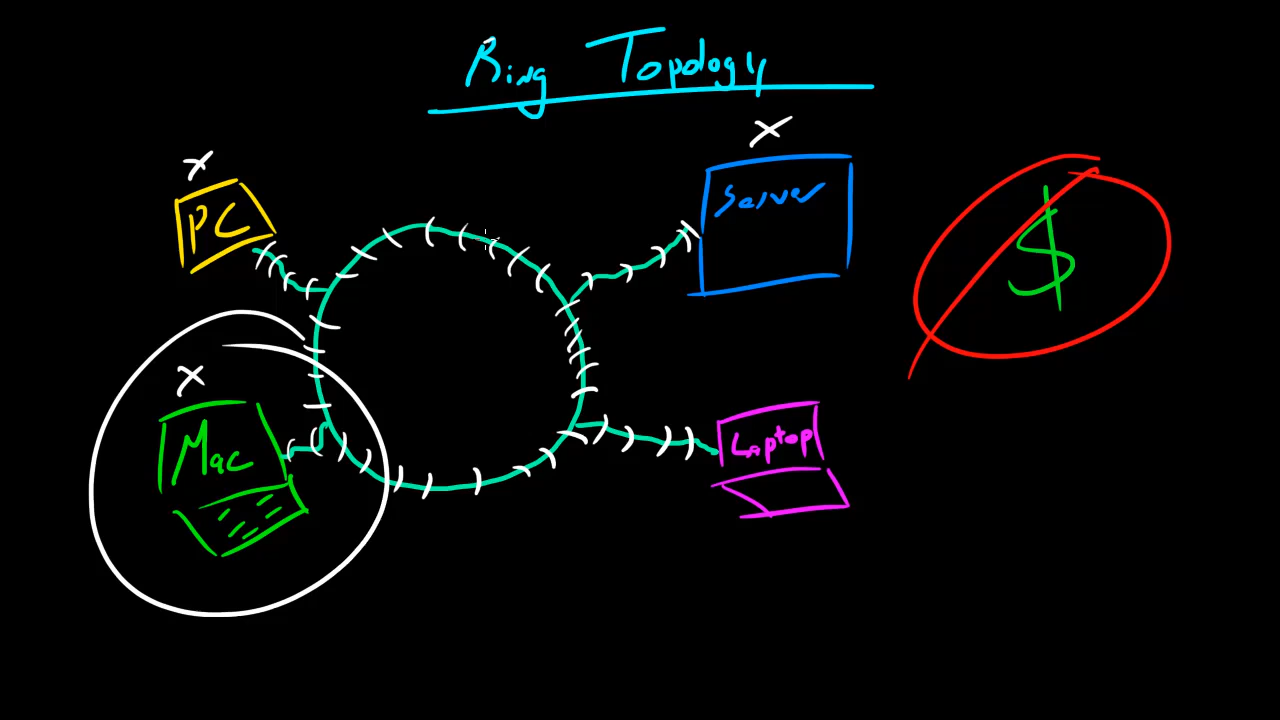 Ring Topology
X
X
PC
Server
$
X
Mac
Laptop